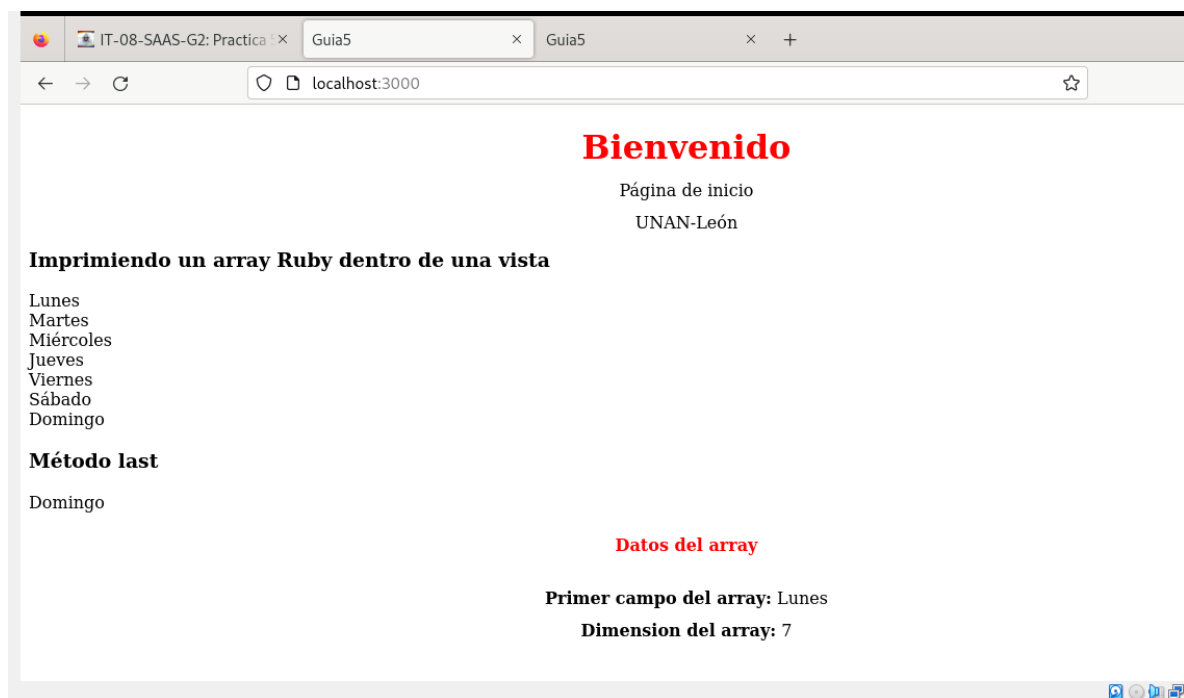 IT-08-SAAS-G2: Practica
Guia5
Guia5
localhost:3000
Bienvenido
Página de inicio
UNAN-León
Imprimiendo un array Ruby dentro de una vista
Lunes
Martes
Miércoles
Jueves
Viernes
Sábado
Domingo
Método last
Domingo
Datos del array
Primer campo del array: Lunes
Dimension del array: 7